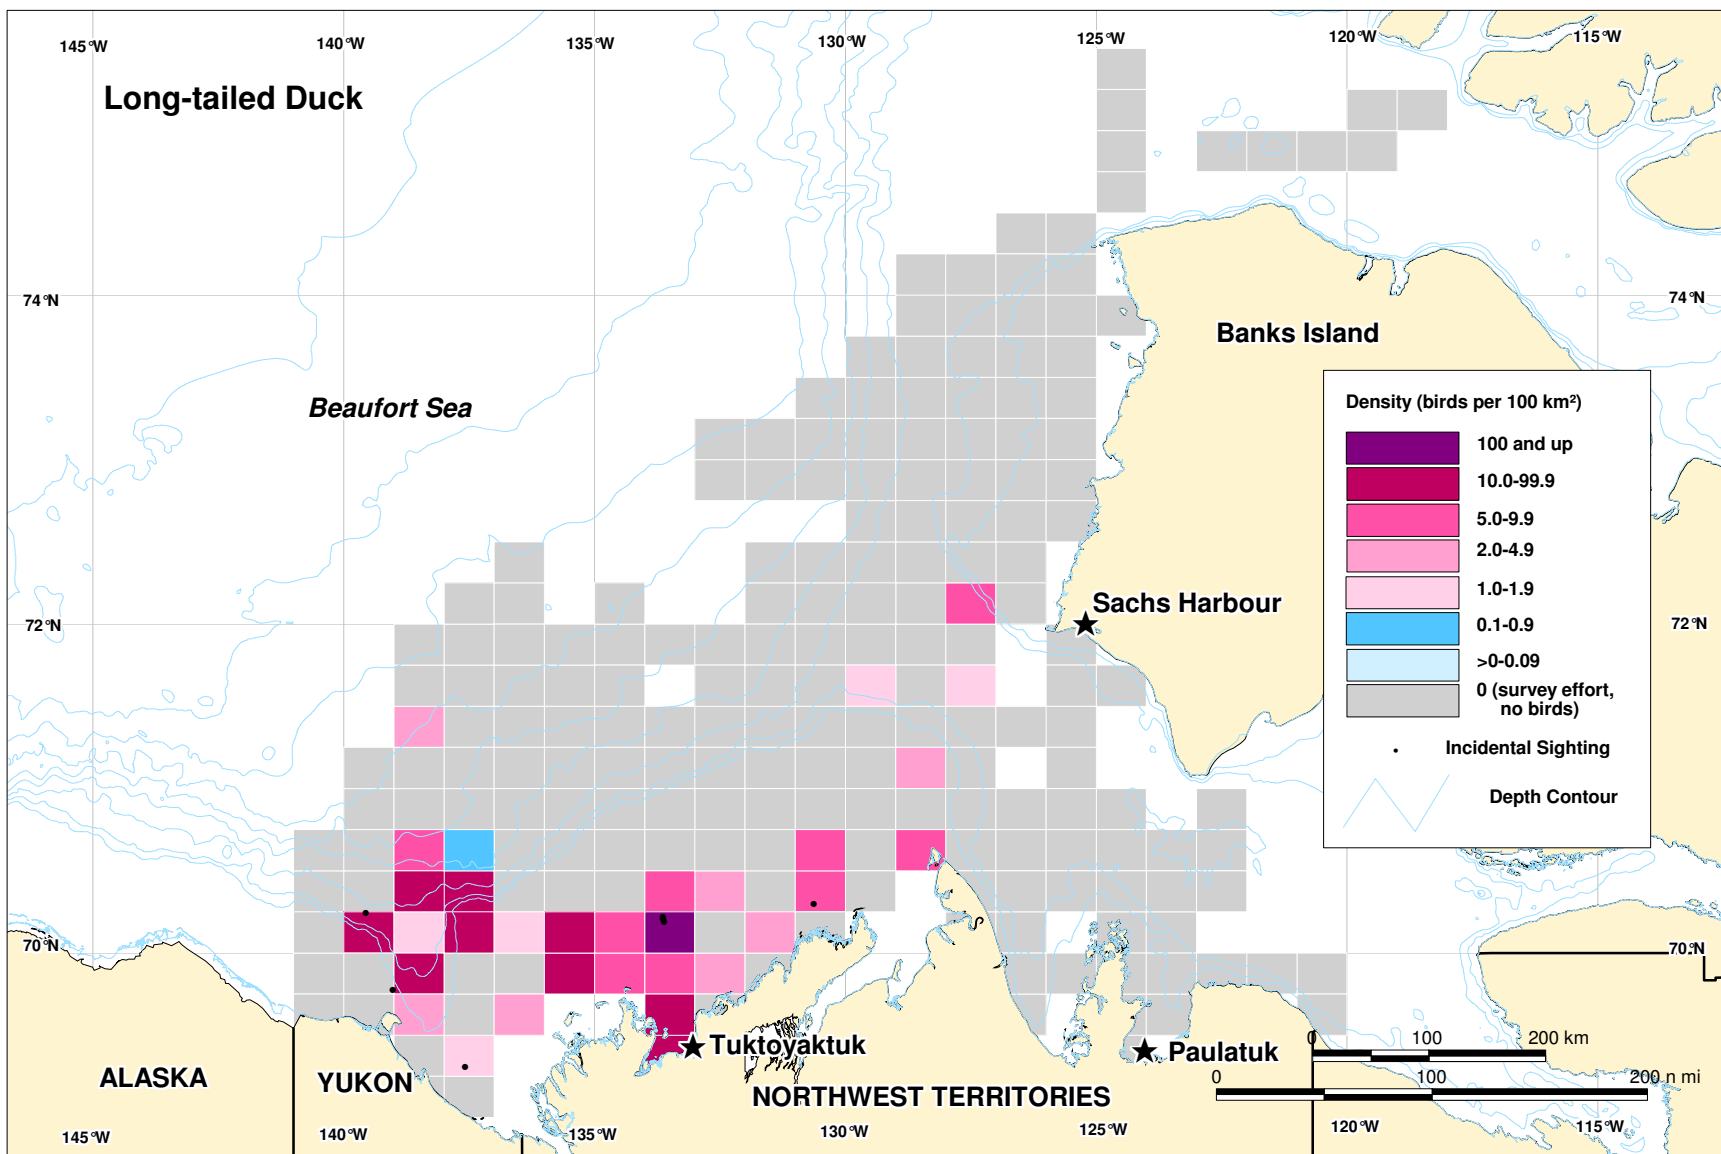 145°W 140°W 135°W 130°W 125°W 120°W 115°W
Long-tailed Duck
74°N 74°N
Banks Island
Beaufort Sea
Density (birds per 100 km²)
100 and up
10.0-99.9
5.0-9.9
2.0-4.9
1.0-1.9
0.1-0.9
>0-0.09
0 (survey effort,
no birds)
Incidental Sighting
Depth Contour
Sachs Harbour
72°N 72°N
70°N 70°N
Tuktoyaktuk
Paulatuk
ALASKA
YUKON
NORTHWEST TERRITORIES
0 100 200 km
0 100 200 n mi
145°W 140°W 135°W 130°W 125°W 120°W 115°W